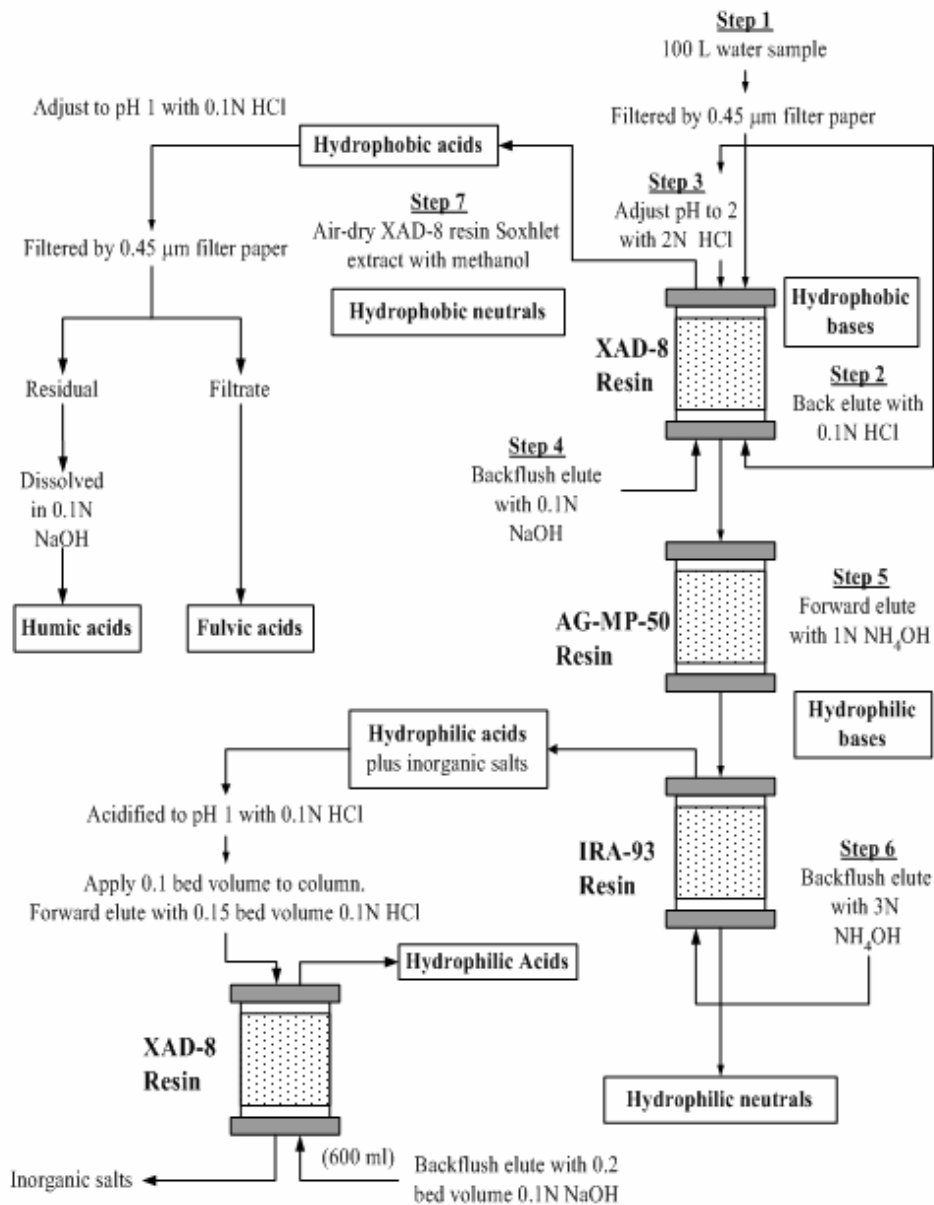 Step 1
100 L water sample
Filtered by 0.45 μm filter paper
Adjust to pH 1 with 0.1N HCl
Hydrophobic acids
Step 3
Adjust pH to 2
with 2N HCl
Step 7
Air-dry XAD-8 resin Soxhlet
extract with methanol
Hydrophobic neutrals
Filtered by 0.45 μm filter paper
Residual
Filtrate
Dissolved
in 0.1N
NaOH
Humic acids
Fulvic acids
XAD-8
Resin
Hydrophobic
bases
Step 2
Back elute with
0.1N HCl
Step 4
Backflush elute
with 0.1N
NaOH
AG-MP-50
Resin
Step 5
Forward elute
with 1N NH₄OH
Hydrophilic
bases
Hydrophilic acids
plus inorganic salts
IRA-93
Resin
Step 6
Backflush elute
with 3N
NH₄OH
Acidified to pH 1 with 0.1N HCl
Apply 0.1 bed volume to column.
Forward elute with 0.15 bed volume 0.1N HCl
Hydrophilic Acids
XAD-8
Resin
Hydrophilic neutrals
(600 ml)
Backflush elute with 0.2
bed volume 0.1N NaOH
Inorganic salts